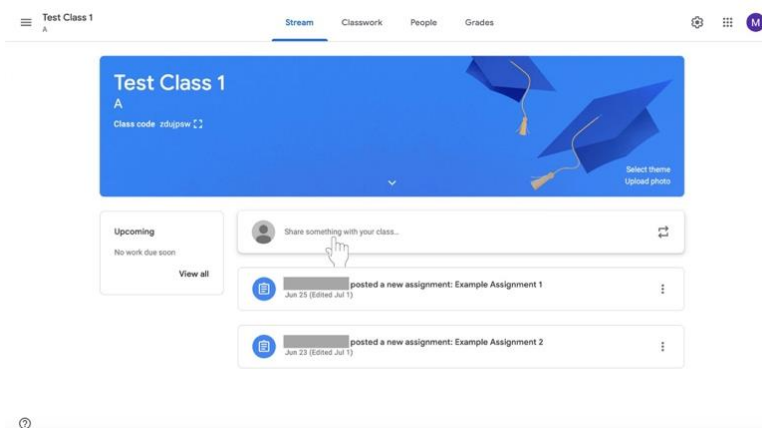 Test Class 1
A
Stream Classwork People Grades
M
Test Class 1
A
Class code zdujpsw
Select theme
Upload photo
Upcoming
No work due soon
View all
Share something with your class...
posted a new assignment: Example Assignment 1
Jun 25 (Edited Jul 1)
posted a new assignment: Example Assignment 2
Jun 23 (Edited Jul 1)